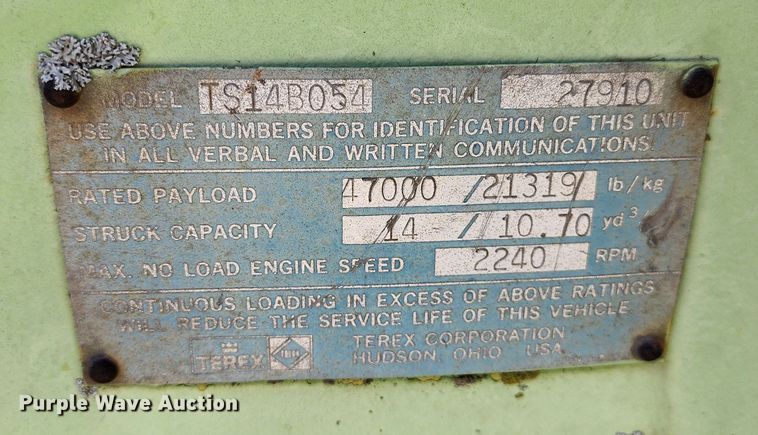 MODEL TS14B054 SERIAL 27910
USE ABOVE NUMBERS FOR IDENTIFICATION OF THIS UNIT
IN ALL VERBAL AND WRITTEN COMMUNICATIONS.
RATED PAYLOAD 47000 / 21319 lb/kg
STRUCK CAPACITY 14 / 10.70 yd³/
MAX. NO LOAD ENGINE SPEED 2240 RPM
CONTINUOUS LOADING IN EXCESS OF ABOVE RATINGS
WILL REDUCE THE SERVICE LIFE OF THIS VEHICLE
TEREX IBH TEREX CORPORATION
HUDSON, OHIO USA
Purple Wave Auction